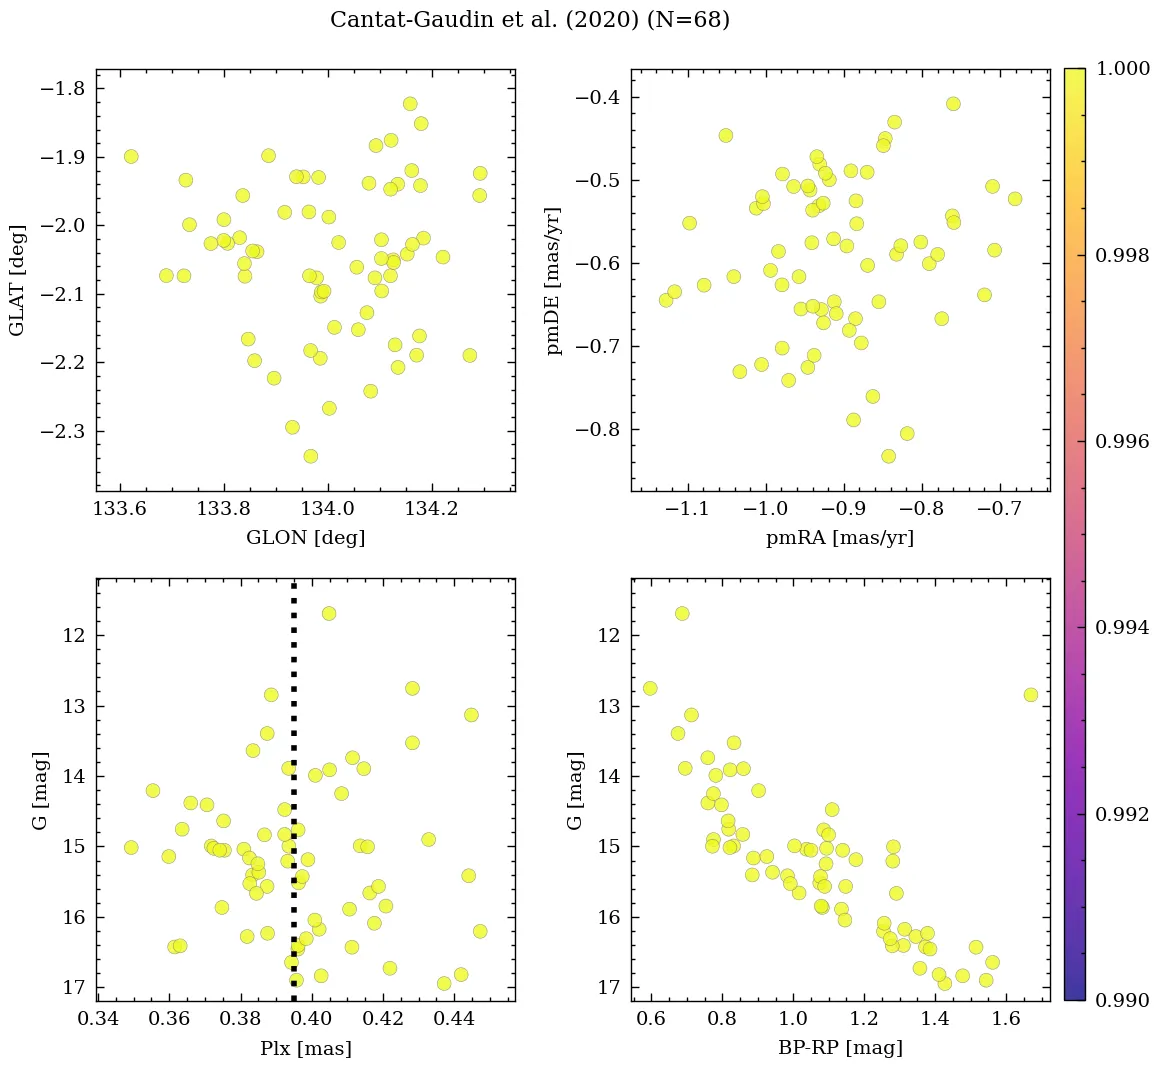 Cantat-Gaudin et al. (2020) (N=68)
−1.8
−1.9
−2.0
−2.1
−2.2
−2.3
GLAT [deg]
133.6 133.8 134.0 134.2
GLON [deg]
−0.4
−0.5
−0.6
−0.7
−0.8
pmDE [mas/yr]
−1.1 −1.0 −0.9 −0.8 −0.7
pmRA [mas/yr]
12
13
14
15
16
17
G [mag]
0.34 0.36 0.38 0.40 0.42 0.44
Plx [mas]
12
13
14
15
16
17
G [mag]
0.6 0.8 1.0 1.2 1.4 1.6
BP-RP [mag]
1.000
0.998
0.996
0.994
0.992
0.990